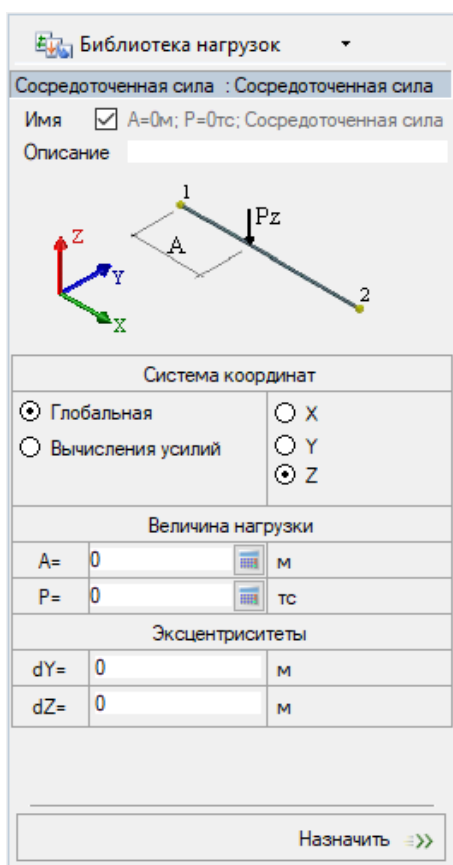 Библиотека нагрузок
Сосредоточенная сила : Сосредоточенная сила
Имя A=0м; P=0тс; Сосредоточенная сила
Описание
1
Pz
Z
A
Y
2
X
Система координат
Глобальная X
Вычисления усилий Y
Z
Величина нагрузки
A= 0 м
P= 0 тс
Эксцентриситеты
dY= 0 м
dZ= 0 м
Назначить